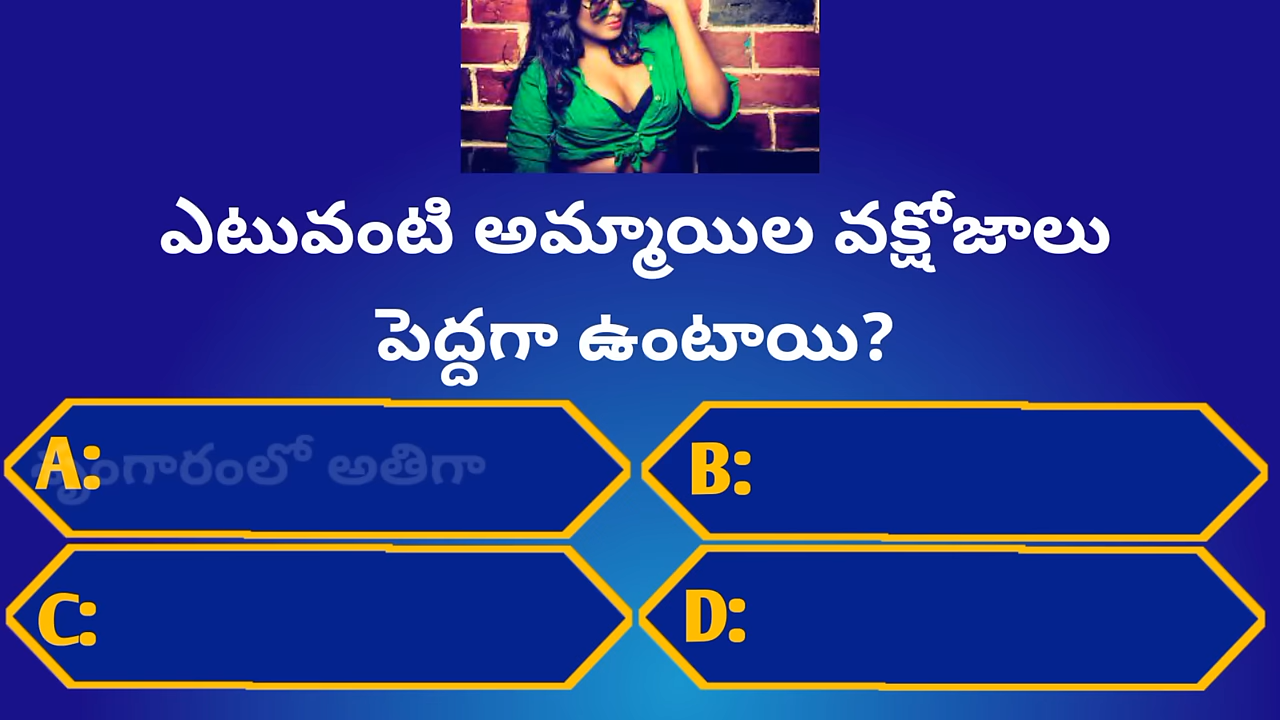 ఎటువంటి అమ్మాయిల వక్షోజాలు
పెద్దగా ఉంటాయి?
A: శృంగారంలో అతిగా
B:
C:
D: